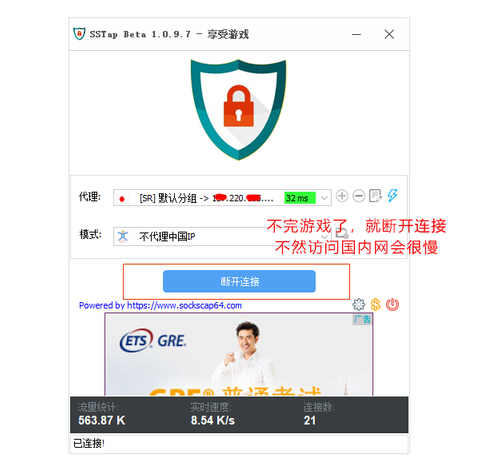 SSTap Beta 1.0.9.7 - 享受游戏
代理:
[SR] 默认分组 -> 220.
32 ms
不完游戏了，就断开连接
不然访问国内网会很慢
模式:
不代理中国IP
断开连接
Powered by https://www.sockscap64.com
广告
ETS GRE.
GRE® 普通考试
流量统计:
实时速度:
连接数:
563.87 K
8.54 K/s
21
已连接!